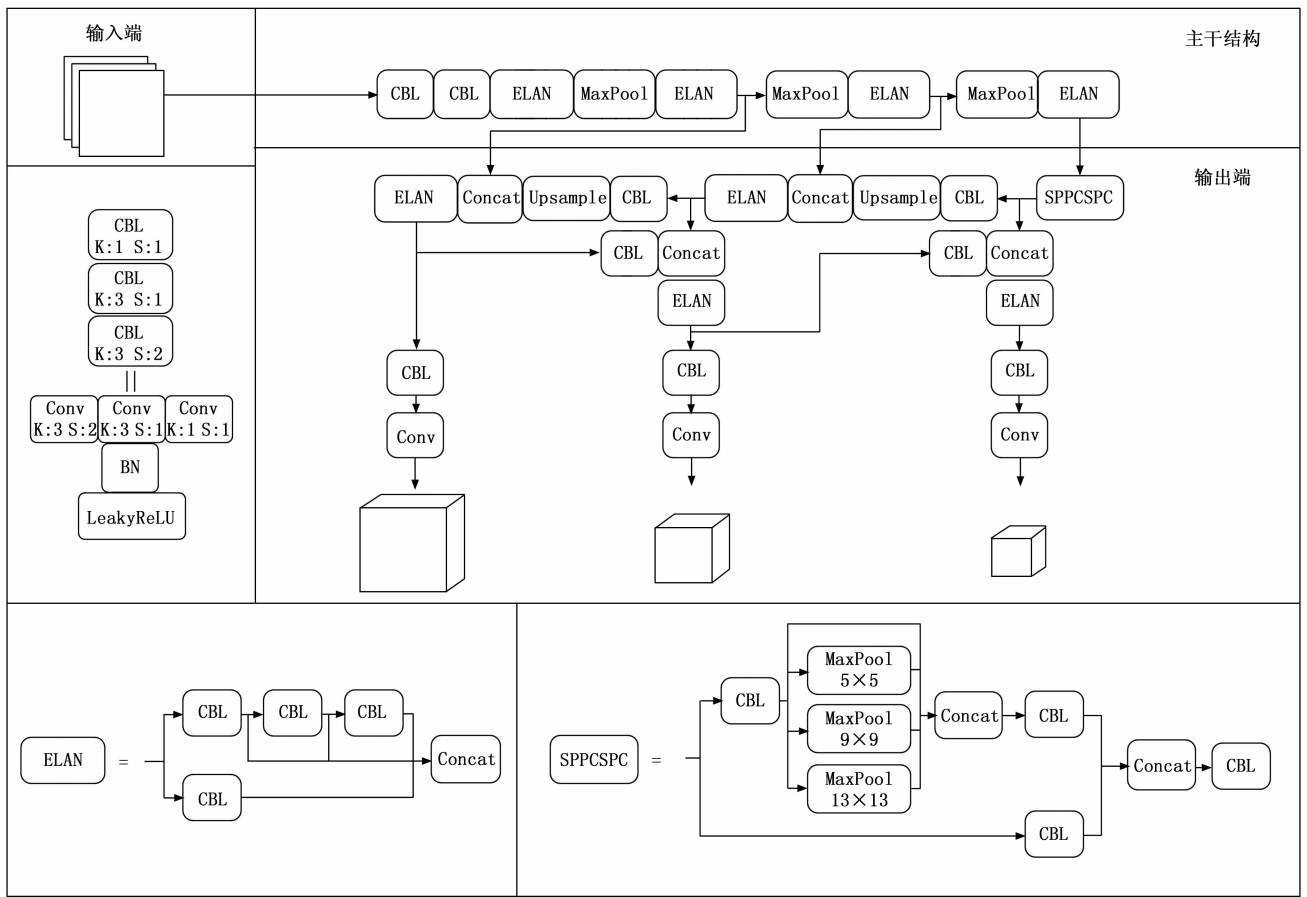 输入端
主干结构
CBL
CBL
ELAN
MaxPool
ELAN
MaxPool
ELAN
MaxPool
ELAN
输出端
ELAN
Concat
Upsample
CBL
ELAN
Concat
Upsample
CBL
SPPCSPC
CBL
Concat
CBL
Concat
ELAN
ELAN
CBL
CBL
CBL
Conv
Conv
Conv
CBL
K:1 S:1
CBL
K:3 S:1
CBL
K:3 S:2
Conv
K:3 S:2
Conv
K:3 S:1
Conv
K:1 S:1
BN
LeakyReLU
ELAN
=
CBL
CBL
CBL
CBL
Concat
SPPCSPC
=
CBL
MaxPool
5×5
MaxPool
9×9
MaxPool
13×13
Concat
CBL
CBL
Concat
CBL